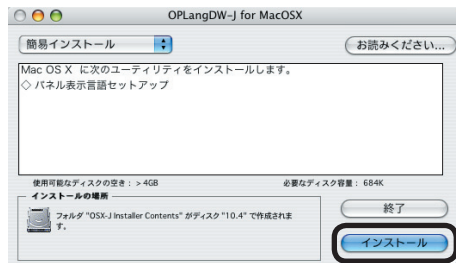 OPLangDW-J for MacOSX
簡易インストール
お読みください...
Mac OS X に次のユーティリティをインストールします。
◇ パネル表示言語セットアップ
使用可能なディスクの空き： > 4GB
必要なディスク容量： 684K
インストールの場所
フォルダ "OSX-J Installer Contents" がディスク "10.4" で作成されま
す。
終了
インストール